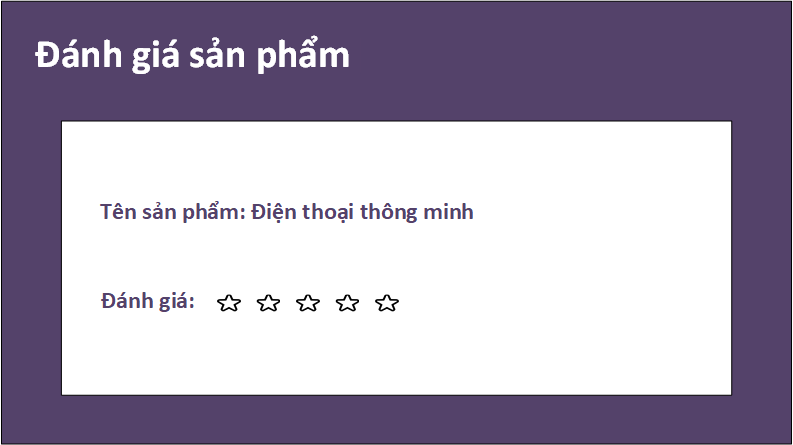 Đánh giá sản phẩm
Tên sản phẩm: Điện thoại thông minh
Đánh giá: